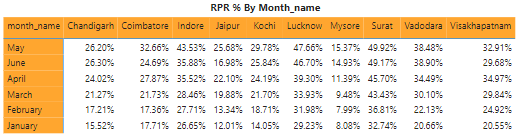 RPR % By Month_name
month_name Chandigarh Coimbatore Indore Jaipur Kochi Lucknow Mysore Surat Vadodara Visakhapatnam
May 26.20% 32.66% 43.53% 25.68% 29.78% 47.66% 15.37% 49.92% 38.48% 32.91%
June 26.30% 24.69% 35.88% 16.98% 25.84% 46.70% 14.93% 49.17% 38.90% 29.68%
April 24.02% 27.87% 35.52% 22.10% 24.19% 39.30% 11.39% 45.70% 34.49% 34.97%
March 21.27% 21.73% 28.46% 19.88% 21.70% 33.93% 9.48% 43.43% 30.10% 29.84%
February 17.21% 17.36% 27.71% 13.34% 18.71% 31.98% 7.99% 36.81% 22.13% 24.92%
January 15.52% 17.71% 26.65% 12.01% 14.05% 29.23% 8.08% 32.74% 20.66% 20.55%